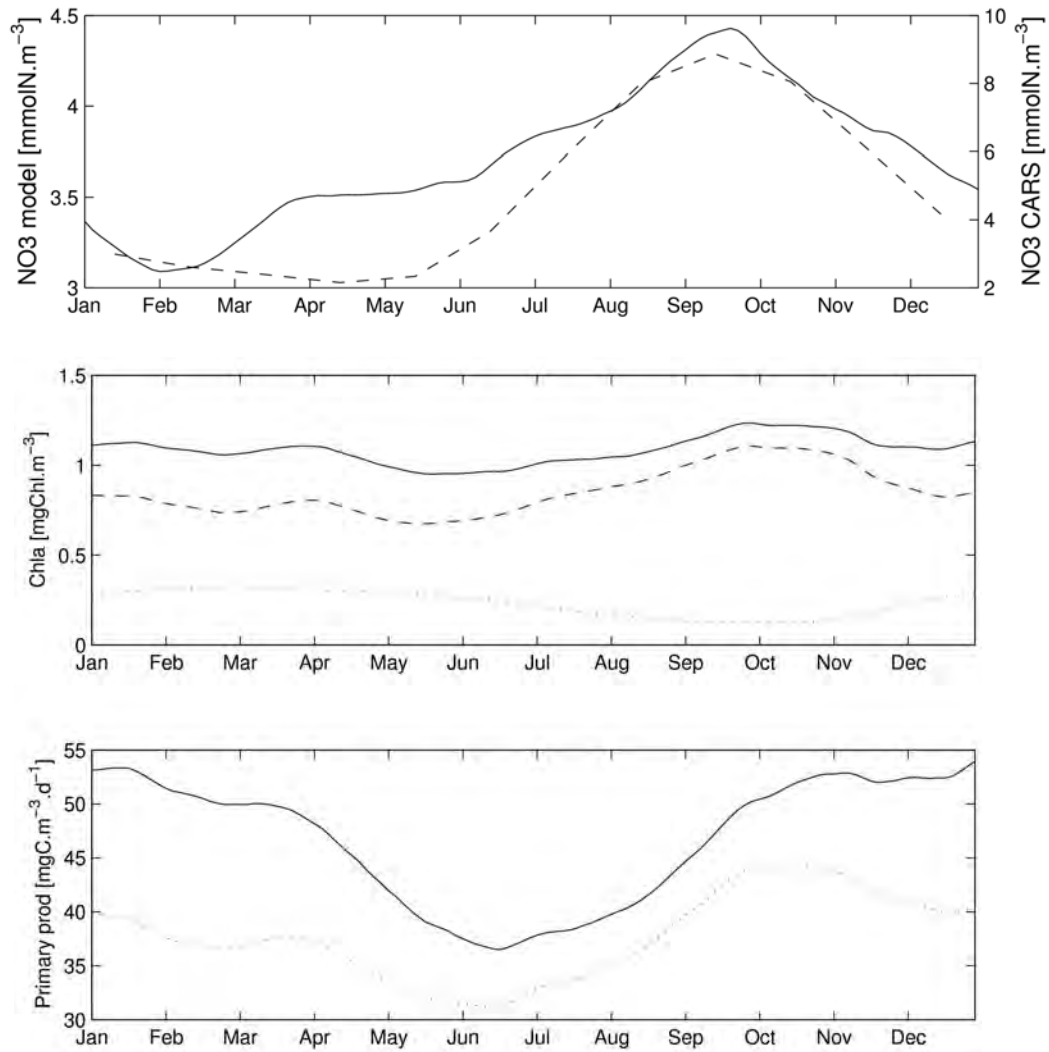 NO3 model [mmolN.m⁻³]
4.5
4
3.5
3
10
8
6
4
2
NO3 CARS [mmolN.m⁻³]
Jan Feb Mar Apr May Jun Jul Aug Sep Oct Nov Dec
Chla [mgChl.m⁻³]
1.5
1
0.5
0
Jan Feb Mar Apr May Jun Jul Aug Sep Oct Nov Dec
Primary prod [mgC.m⁻³.d⁻¹]
55
50
45
40
35
30
Jan Feb Mar Apr May Jun Jul Aug Sep Oct Nov Dec